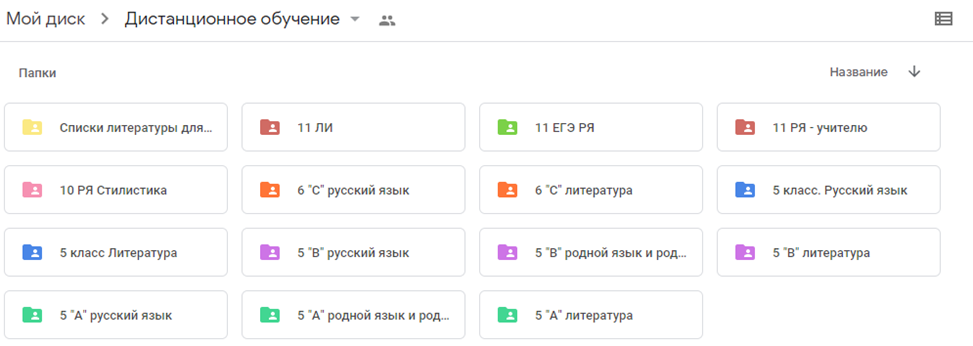 Мой диск > Дистанционное обучение
Папки
Название
Списки литературы для...
11 ЛИ
11 ЕГЭ РЯ
11 РЯ - учителю
10 РЯ Стилистика
6 "С" русский язык
6 "С" литература
5 класс. Русский язык
5 класс Литература
5 "В" русский язык
5 "В" родной язык и род...
5 "В" литература
5 "А" русский язык
5 "А" родной язык и род...
5 "А" литература